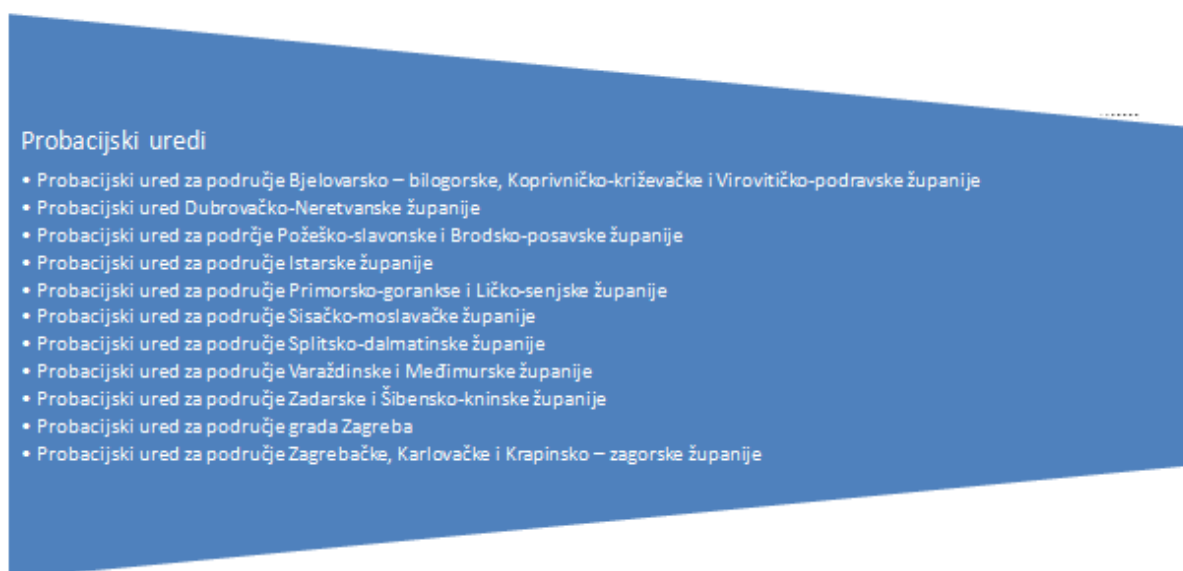 Probacijski uredi
• Probacijski ured za područje Bjelovarsko – bilogorske, Koprivničko-križevačke i Virovitičko-podravske županije
• Probacijski ured Dubrovačko-Neretvanske županije
• Probacijski ured za podrčje Požeško-slavonske i Brodsko-posavske županije
• Probacijski ured za područje Istarske županije
• Probacijski ured za područje Primorsko-gorankse i Ličko-senjske županije
• Probacijski ured za područje Sisačko-moslavačke županije
• Probacijski ured za područje Splitsko-dalmatinske županije
• Probacijski ured za područje Varaždinske i Međimurske županije
• Probacijski ured za područje Zadarske i Šibensko-kninske županije
• Probacijski ured za područje grada Zagreba
• Probacijski ured za područje Zagrebačke, Karlovačke i Krapinsko – zagorske županije